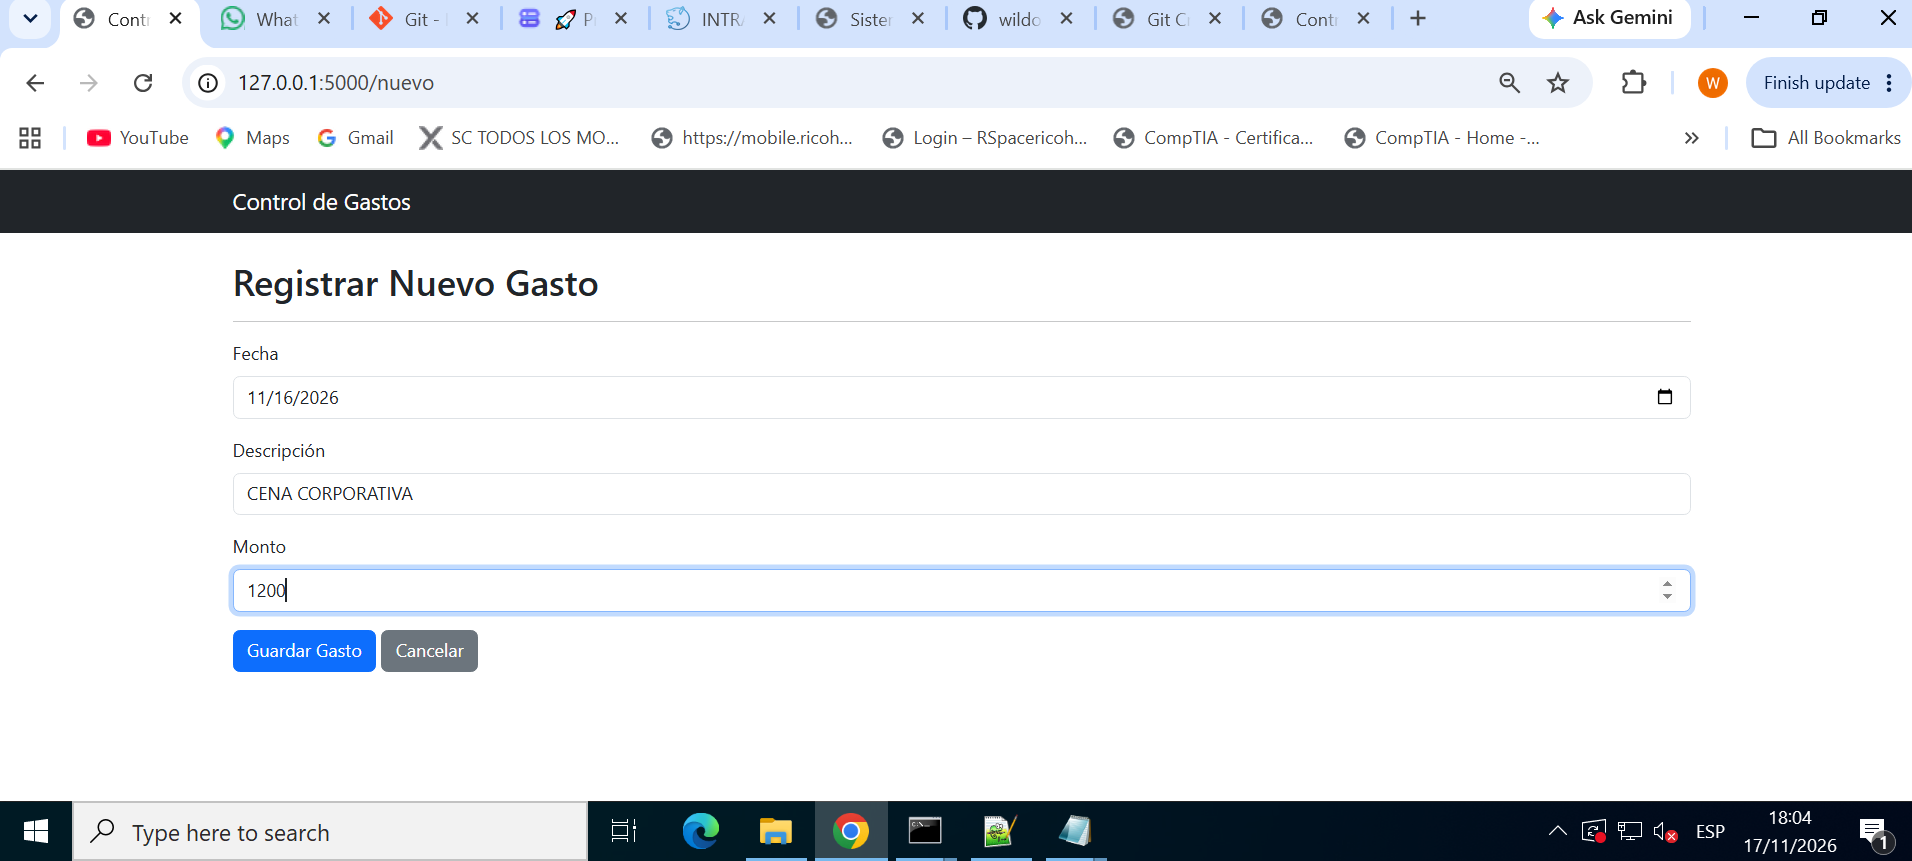 Contr
What
Git -
P
INTRA
Sister
wildo
Git C
Contr
Ask Gemini
127.0.0.1:5000/nuevo
W
Finish update
YouTube
Maps
Gmail
SC TODOS LOS MO...
https://mobile.ricoh...
Login – RSpacericoh...
CompTIA - Certifica...
CompTIA - Home -...
All Bookmarks
Control de Gastos
Registrar Nuevo Gasto
Fecha
11/16/2026
Descripción
CENA CORPORATIVA
Monto
1200
Guardar Gasto
Cancelar
Type here to search
ESP
18:04
17/11/2026
1